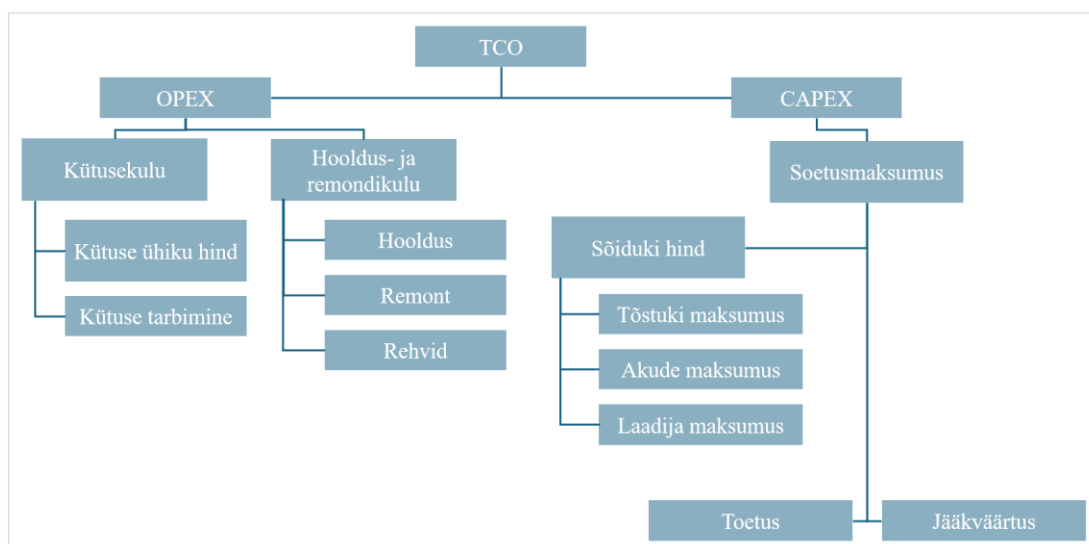 TCO
OPEX
CAPEX
Kütusekulu
Hooldus- ja
remondikulu
Soetusmaksumus
Kütuse ühiku hind
Kütuse tarbimine
Hooldus
Remont
Rehvid
Sõiduki hind
Tõstuki maksumus
Akude maksumus
Laadija maksumus
Toetus
Jääkväärtus